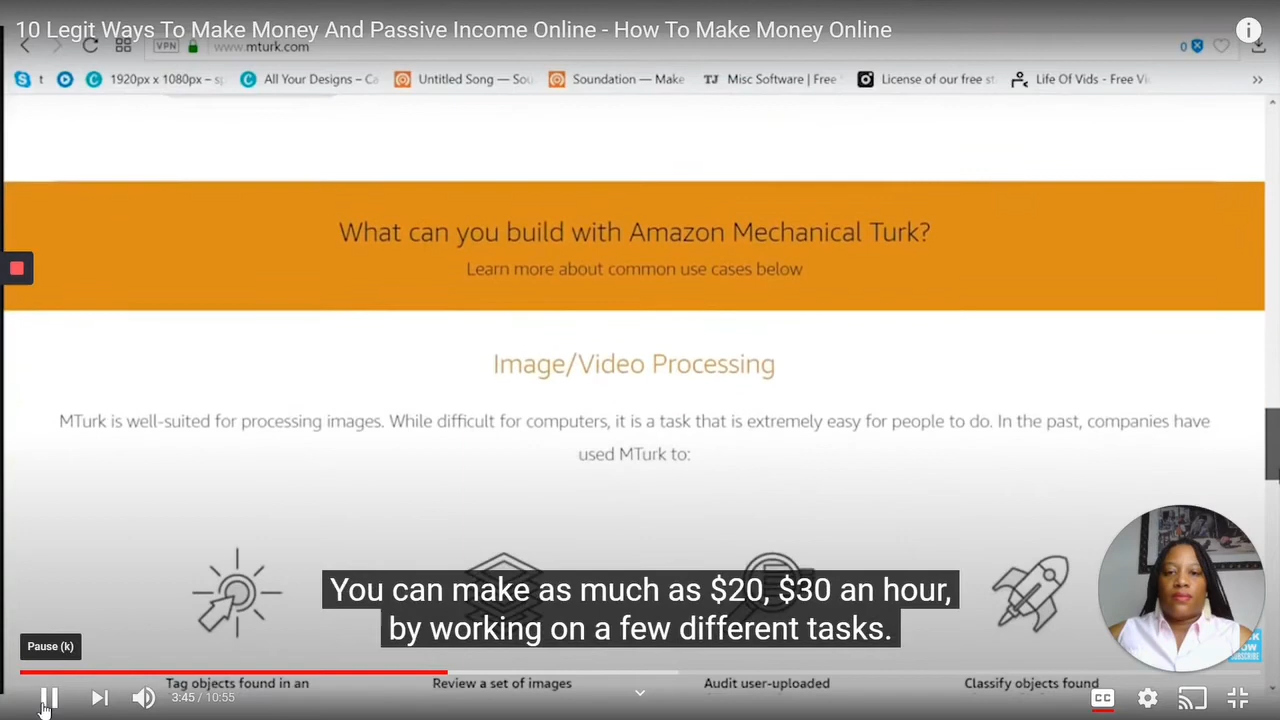 10 Legit Ways To Make Money And Passive Income Online - How To Make Money Online
VPN www.mturk.com 0
t 1920px x 1080px – sp All Your Designs – Ca Untitled Song — Sou Soundation — Make TJ Misc Software | Free License of our free st Life Of Vids - Free Vi »
What can you build with Amazon Mechanical Turk?
Learn more about common use cases below
Image/Video Processing
MTurk is well-suited for processing images. While difficult for computers, it is a task that is extremely easy for people to do. In the past, companies have
used MTurk to:
You can make as much as $20, $30 an hour,
by working on a few different tasks.
Pause (k)
SUBSCRIBE
Tag objects found in an Review a set of images Audit user-uploaded Classify objects found
3:45 / 10:55
CC